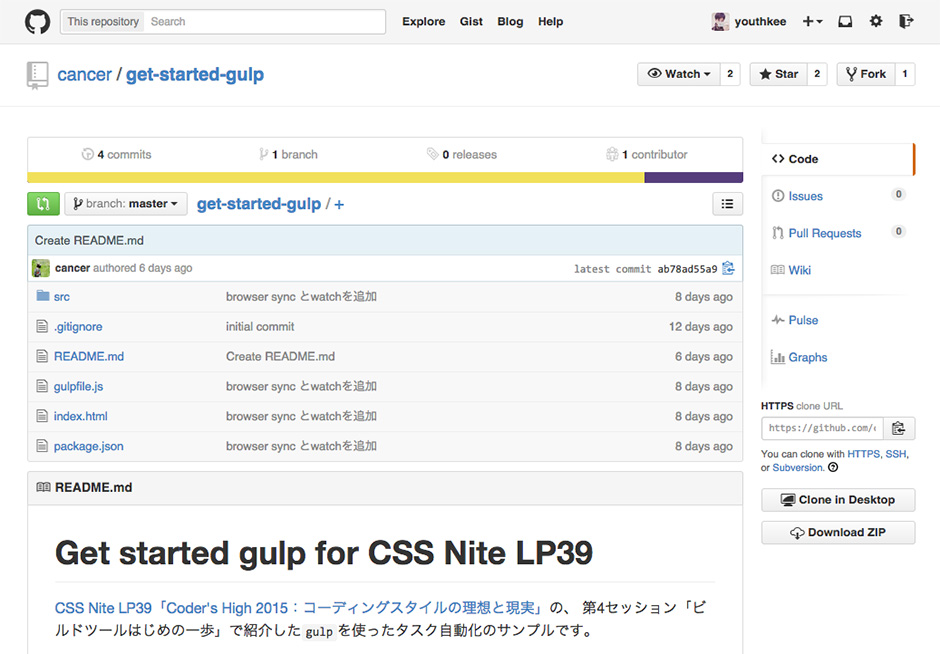 This repository Search Explore Gist Blog Help youthkee
cancer / get-started-gulp Watch 2 Star 2 Fork 1
4 commits 1 branch 0 releases 1 contributor
branch: master get-started-gulp / +
Create README.md
cancer authored 6 days ago latest commit ab78ad55a9
src browser sync とwatchを追加 8 days ago
.gitignore initial commit 12 days ago
README.md Create README.md 6 days ago
gulpfile.js browser sync とwatchを追加 8 days ago
index.html browser sync とwatchを追加 8 days ago
package.json browser sync とwatchを追加 8 days ago
README.md
Get started gulp for CSS Nite LP39
CSS Nite LP39「Coder's High 2015：コーディングスタイルの理想と現実」の、 第4セッション「ビ
ルドツールはじめの一歩」で紹介した gulp を使ったタスク自動化のサンプルです。
Code
Issues 0
Pull Requests 0
Wiki
Pulse
Graphs
HTTPS clone URL
https://github.com/c
You can clone with HTTPS, SSH,
or Subversion.
Clone in Desktop
Download ZIP